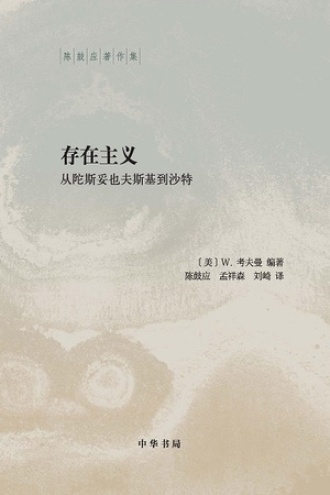 陈鼓应著作集
存在主义
从陀斯妥也夫斯基到沙特
〔美〕W. 考夫曼 编著
陈鼓应 孟祥森 刘崎 译
中华书局